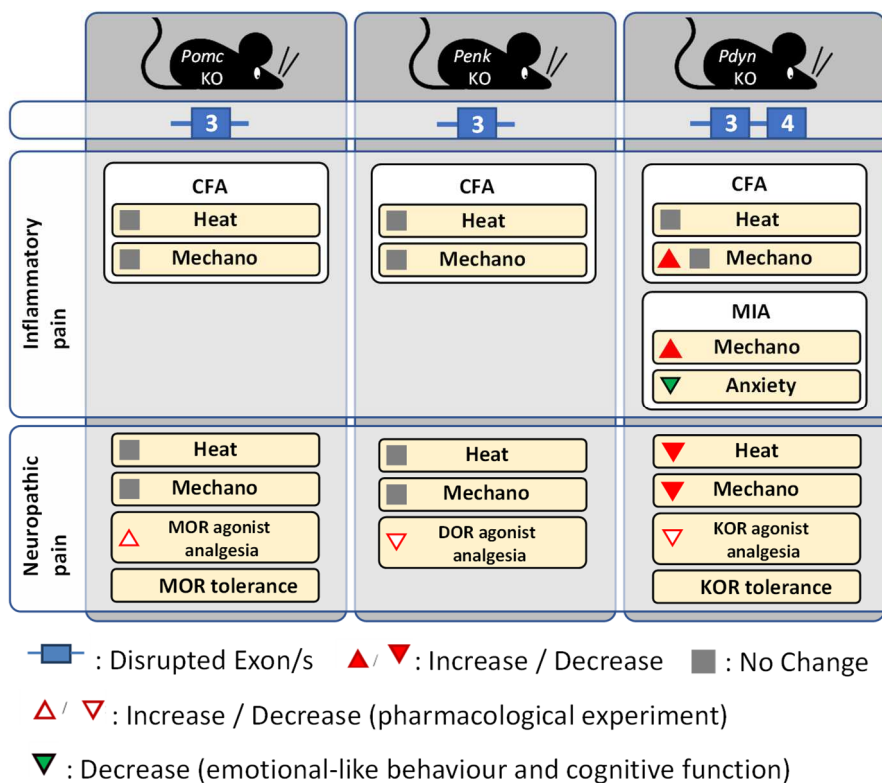 Pomc
KO
Penk
KO
Pdyn
KO
3
3
3 4
Inflammatory
pain
CFA
Heat
Mechano
CFA
Heat
Mechano
CFA
Heat
Mechano
MIA
Mechano
Anxiety
Neuropathic
pain
Heat
Mechano
MOR agonist
analgesia
MOR tolerance
Heat
Mechano
DOR agonist
analgesia
Heat
Mechano
KOR agonist
analgesia
KOR tolerance
: Disrupted Exon/s / : Increase / Decrease : No Change
/ : Increase / Decrease (pharmacological experiment)
: Decrease (emotional-like behaviour and cognitive function)